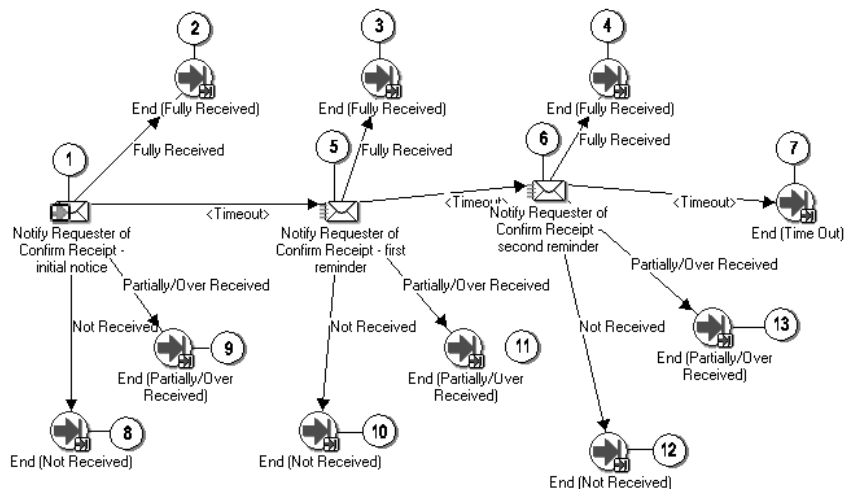 2
3
4
End (Fully Received)
End (Fully Received)
End (Fully Received)
1
Fully Received
5
Fully Received
6
Fully Received
7
<Timeout>
<Timeout>
<Timeout>
Notify Requester of
Confirm Receipt -
initial notice
Notify Requester of
Confirm Receipt - first
reminder
Notify Requester of
Confirm Receipt -
second reminder
End (Time Out)
Partially/Over Received
Partially/Over Received
Partially/Over Received
Not Received
Not Received
Not Received
9
11
13
End (Partially/Over
Received)
End (Partially/Over
Received)
End (Partially/Over
Received)
8
10
12
End (Not Received)
End (Not Received)
End (Not Received)